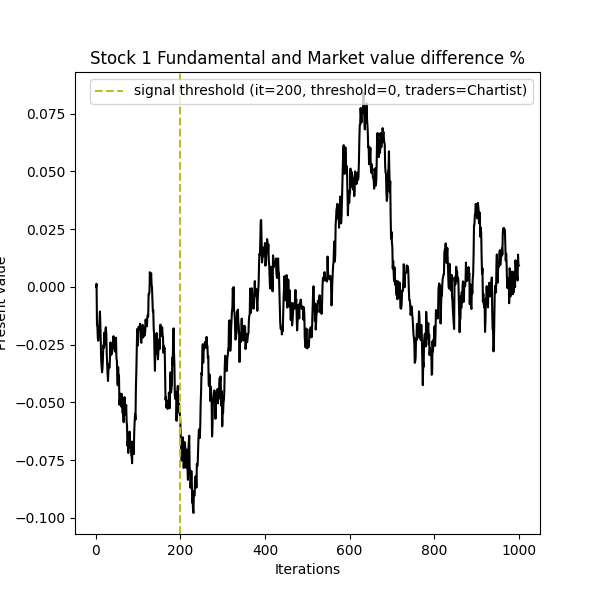 Stock 1 Fundamental and Market value difference %
signal threshold (it=200, threshold=0, traders=Chartist)
0.075
0.050
0.025
0.000
−0.025
−0.050
−0.075
−0.100
Present value
0 200 400 600 800 1000
Iterations